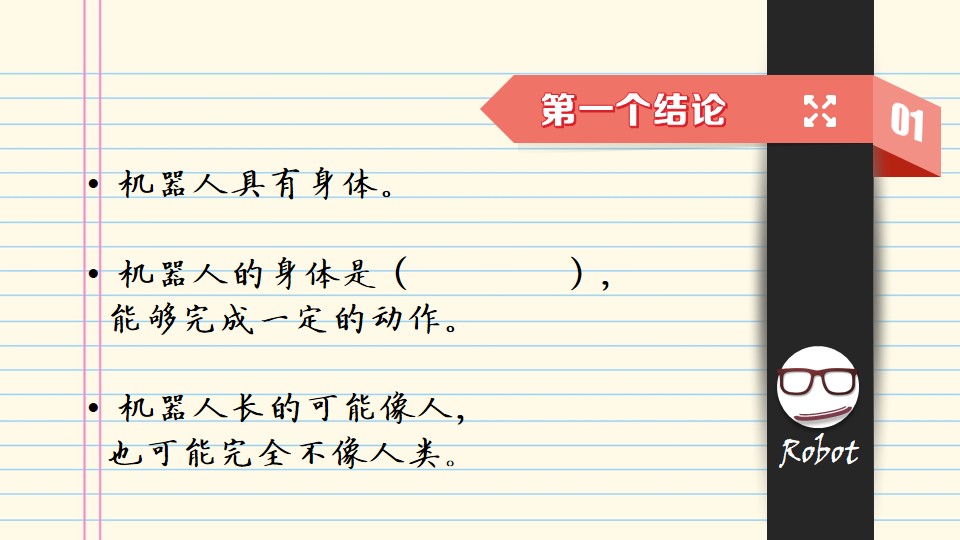 第一个结论
01
• 机器人具有身体。
• 机器人的身体是（        ），
能够完成一定的动作。
• 机器人长的可能像人，
也可能完全不像人类。
Robot